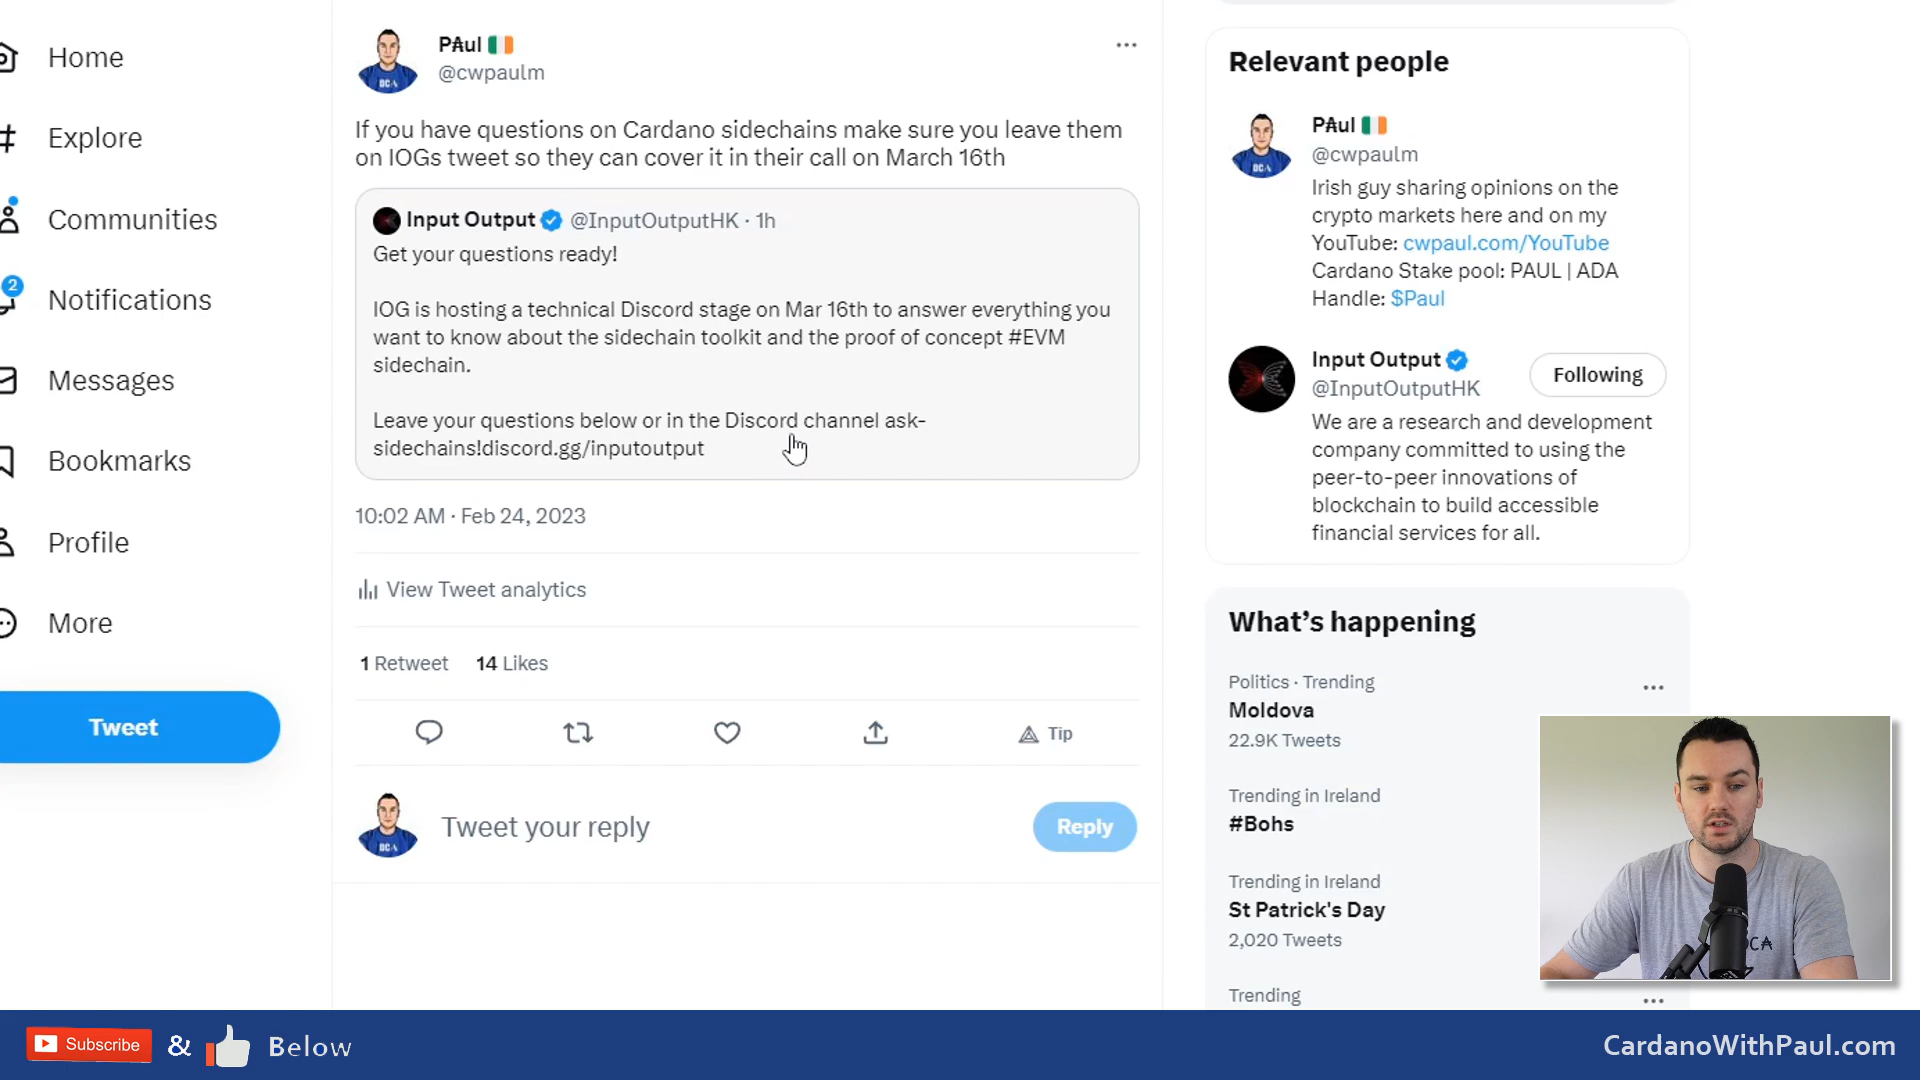 Home
Explore
Communities
2
Notifications
Messages
Bookmarks
Profile
More
Tweet
P₳ul
@cwpaulm
If you have questions on Cardano sidechains make sure you leave them
on IOGs tweet so they can cover it in their call on March 16th
Input Output @InputOutputHK · 1h
Get your questions ready!
IOG is hosting a technical Discord stage on Mar 16th to answer everything you
want to know about the sidechain toolkit and the proof of concept #EVM
sidechain.
Leave your questions below or in the Discord channel ask-
sidechains!discord.gg/inputoutput
10:02 AM · Feb 24, 2023
View Tweet analytics
1 Retweet 14 Likes
Tip
Tweet your reply
Reply
Relevant people
P₳ul
@cwpaulm
Irish guy sharing opinions on the
crypto markets here and on my
YouTube: cwpaul.com/YouTube
Cardano Stake pool: PAUL | ADA
Handle: $Paul
Input Output
@InputOutputHK
Following
We are a research and development
company committed to using the
peer-to-peer innovations of
blockchain to build accessible
financial services for all.
What's happening
Politics · Trending
Moldova
22.9K Tweets
Trending in Ireland
#Bohs
Trending in Ireland
St Patrick's Day
2,020 Tweets
Trending
Subscribe & Below
CardanoWithPaul.com